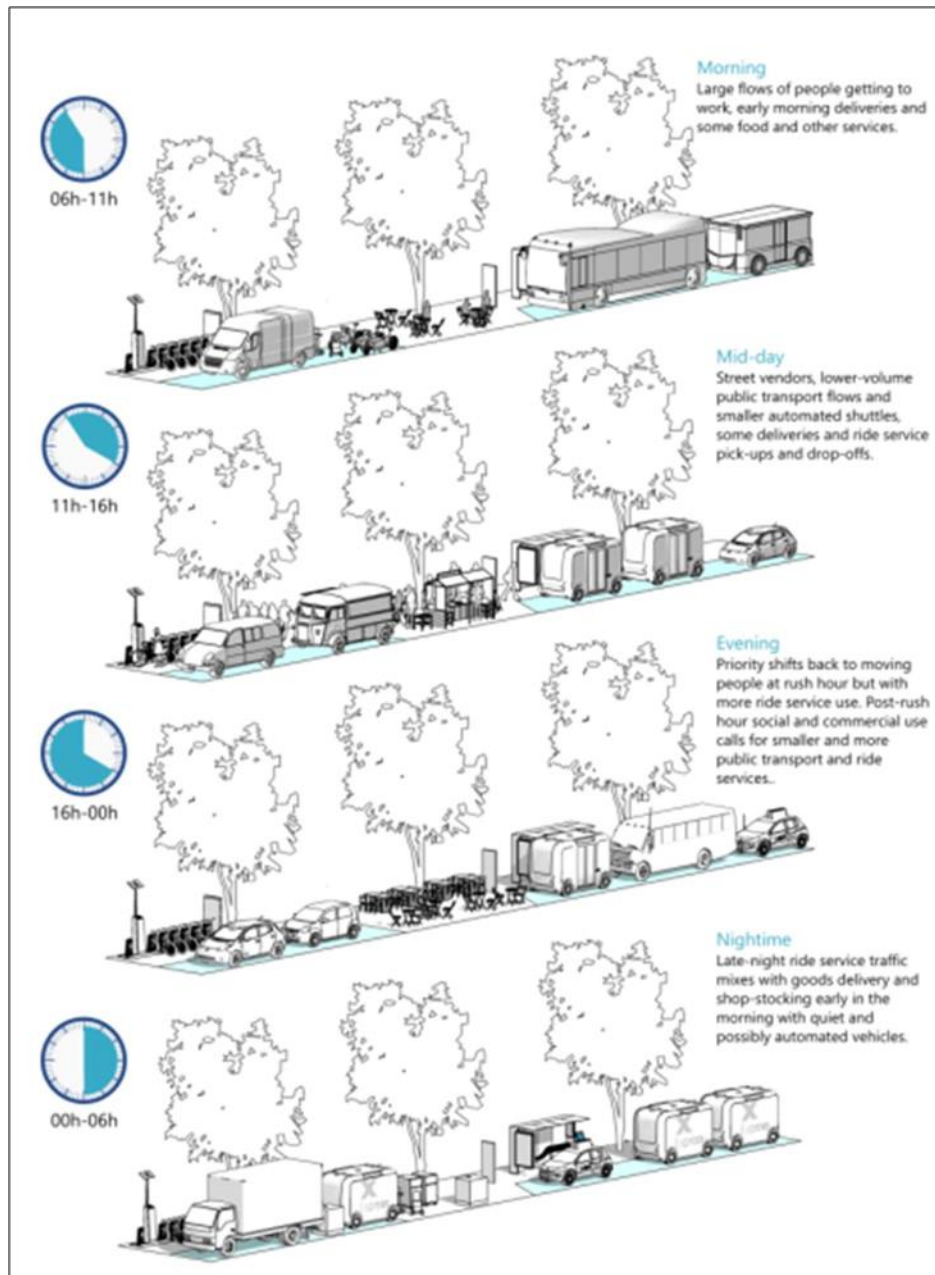 Morning
Large flows of people getting to
work, early morning deliveries and
some food and other services.
06h-11h
Mid-day
Street vendors, lower-volume
public transport flows and
smaller automated shuttles,
some deliveries and ride service
pick-ups and drop-offs.
11h-16h
Evening
Priority shifts back to moving
people at rush hour but with
more ride service use. Post-rush
hour social and commercial use
calls for smaller and more
public transport and ride
services..
16h-00h
Nightime
Late-night ride service traffic
mixes with goods delivery and
shop-stocking early in the
morning with quiet and
possibly automated vehicles.
00h-06h
X
X
X
X